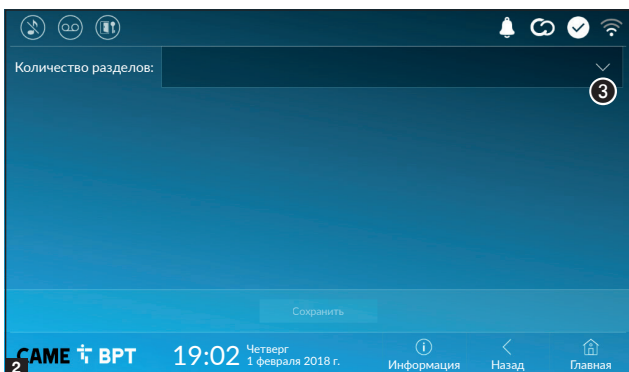 Количество разделов:
3
Сохранить
2
CAME BPT
19:02
Четверг
1 февраля 2018 г.
Информация
Назад
Главная